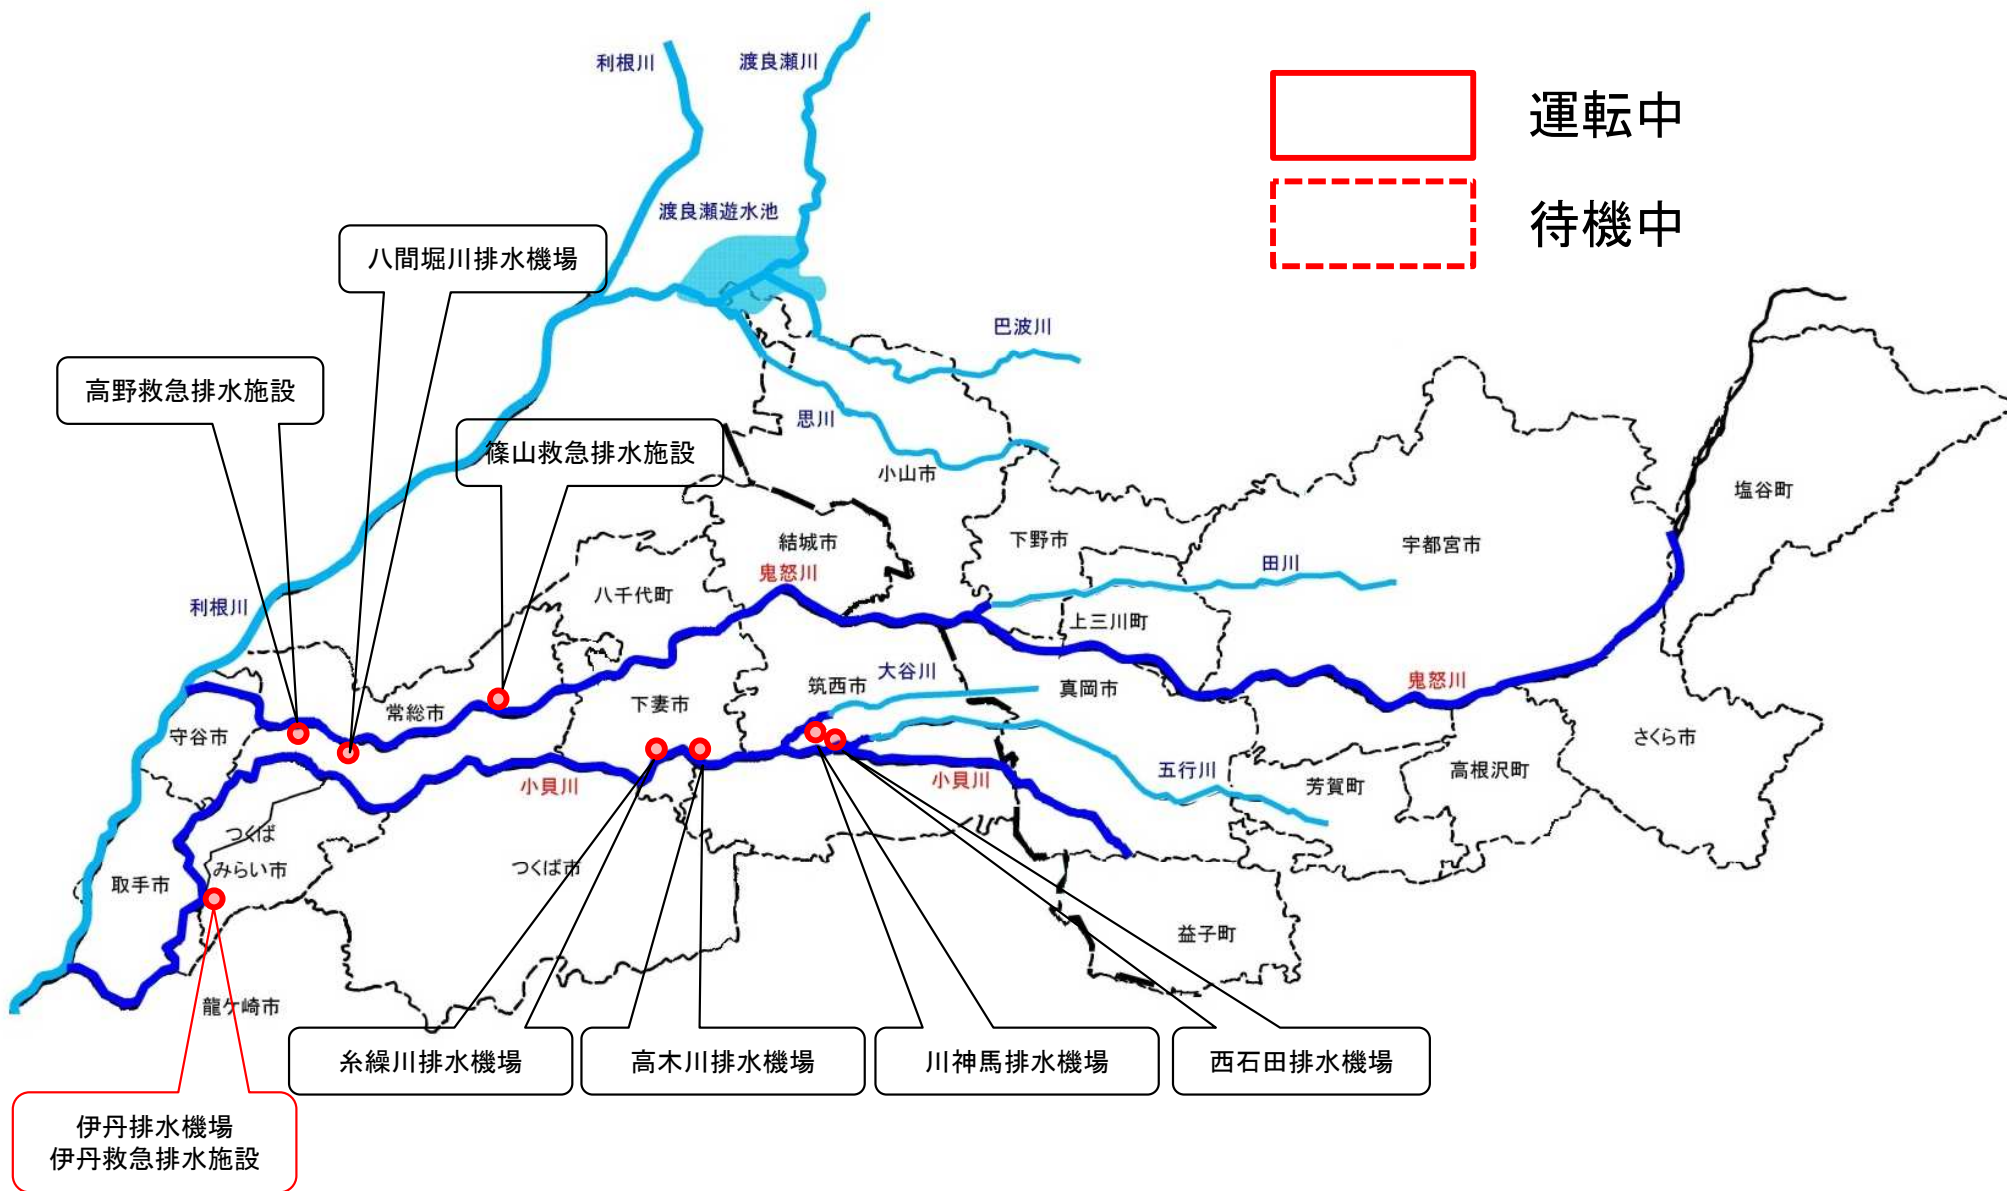 利根川
渡良瀬川
運転中
待機中
渡良瀬遊水池
八間堀川排水機場
巴波川
高野救急排水施設
思川
篠山救急排水施設
小山市
塩谷町
結城市
下野市
宇都宮市
鬼怒川
田川
八千代町
利根川
上三川町
大谷川
筑西市
真岡市
鬼怒川
下妻市
常総市
守谷市
さくら市
小貝川
小貝川
五行川
芳賀町
高根沢町
つくば
みらい市
つくば市
取手市
益子町
龍ケ崎市
糸繰川排水機場
高木川排水機場
川神馬排水機場
西石田排水機場
伊丹排水機場
伊丹救急排水施設